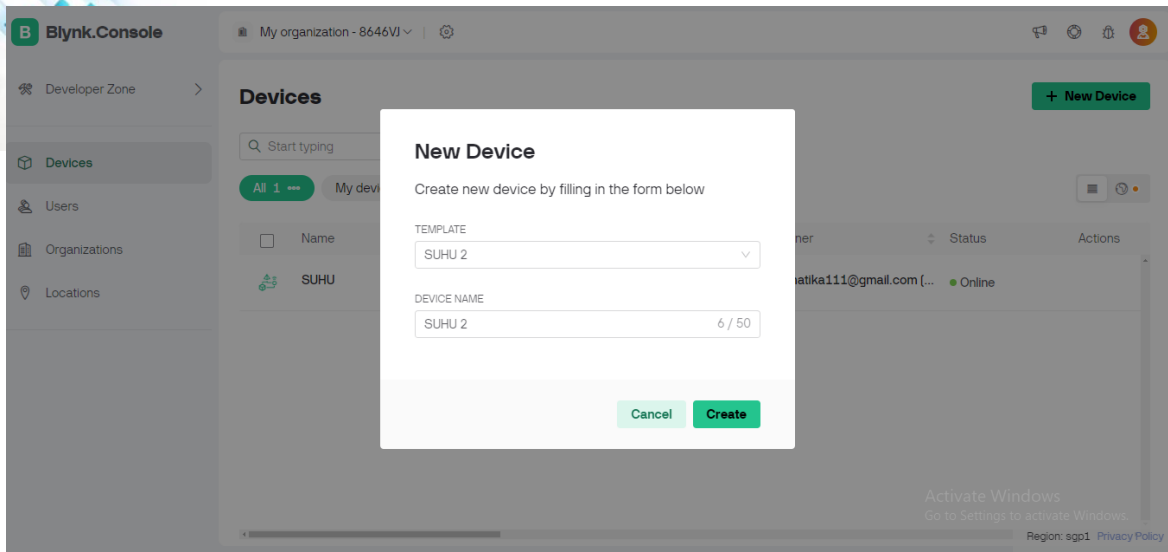 B Blynk.Console
My organization - 8646VJ
Developer Zone
Devices
Users
Organizations
Locations
Devices
+ New Device
Start typing
All 1
My devi
Name
ner
Status
Actions
SUHU
atika111@gmail.com (...
Online
New Device
Create new device by filling in the form below
TEMPLATE
SUHU 2
DEVICE NAME
SUHU 2
6 / 50
Cancel
Create
Activate Windows
Go to Settings to activate Windows.
Region: sgp1 Privacy Policy